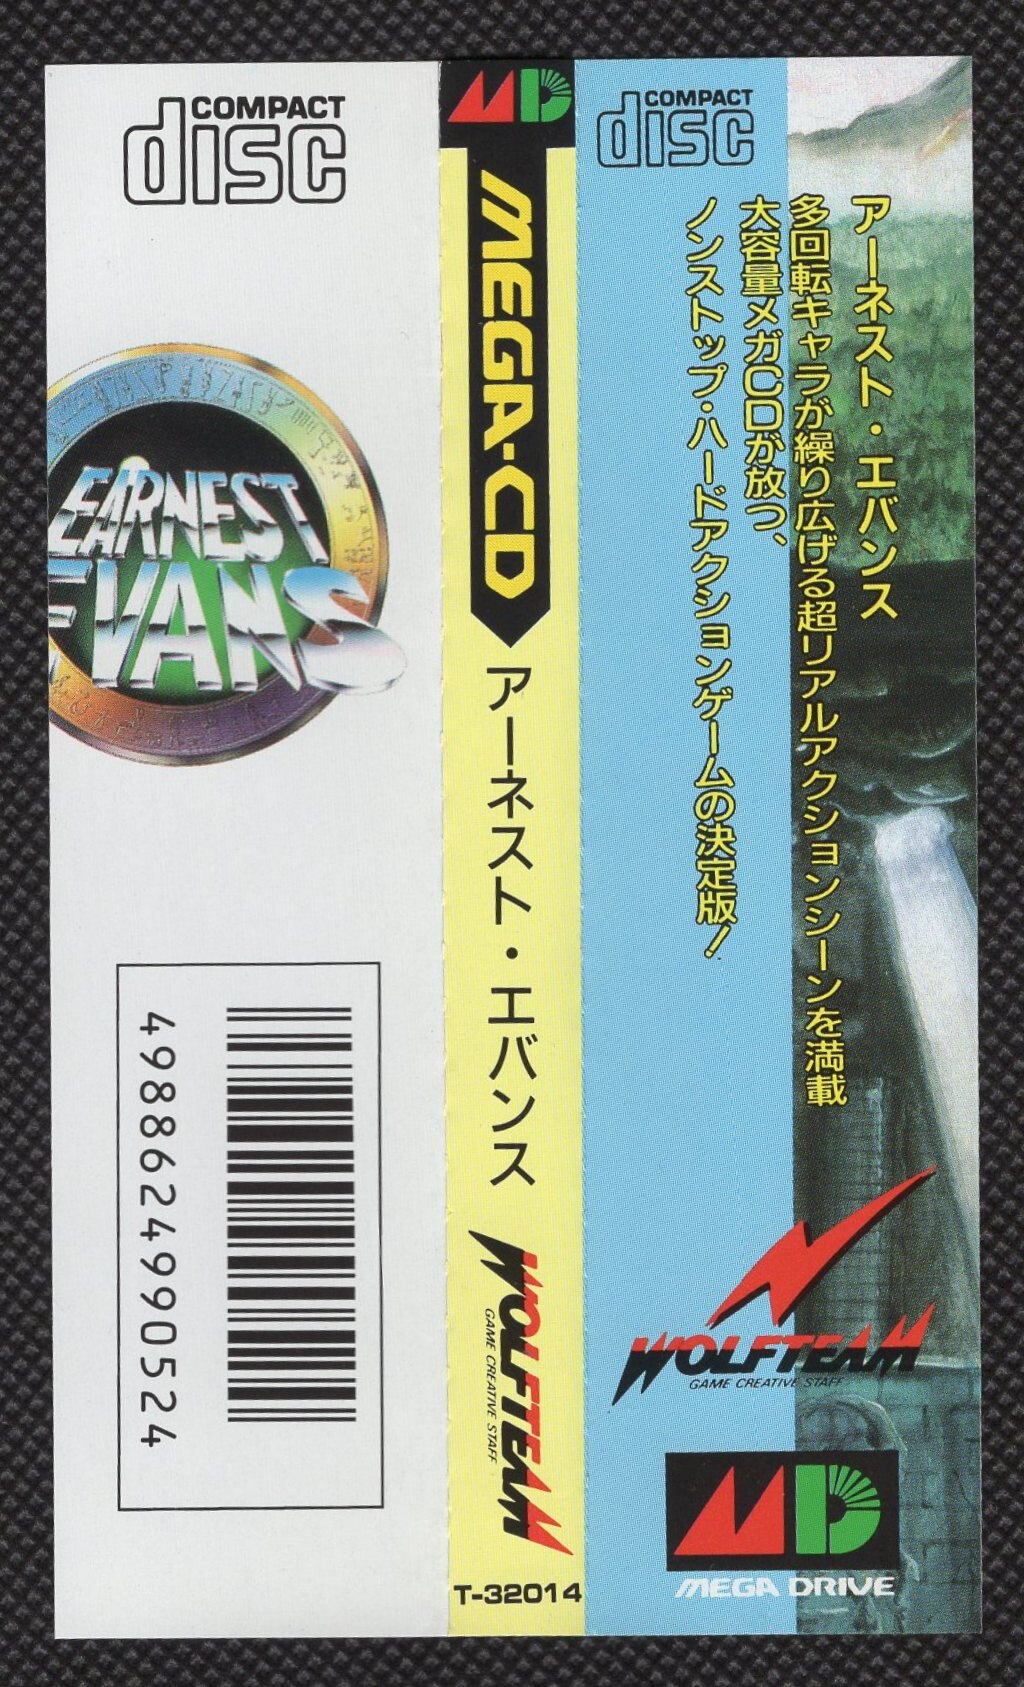 COMPACT
disc
EARNEST
EVANS
4988624990524
MD
MEGA-CD
アーネスト・エバンス
WOLFTEAM
GAME CREATIVE STAFF
T-32014
COMPACT
disc
アーネスト・エバンス
多回転キャラが繰り広げる超リアルアクションシーンを満載
大容量メガCDが放つ、
ノンストップ・ハードアクションゲームの決定版！
WOLFTEAM
GAME CREATIVE STAFF
MD
MEGA DRIVE